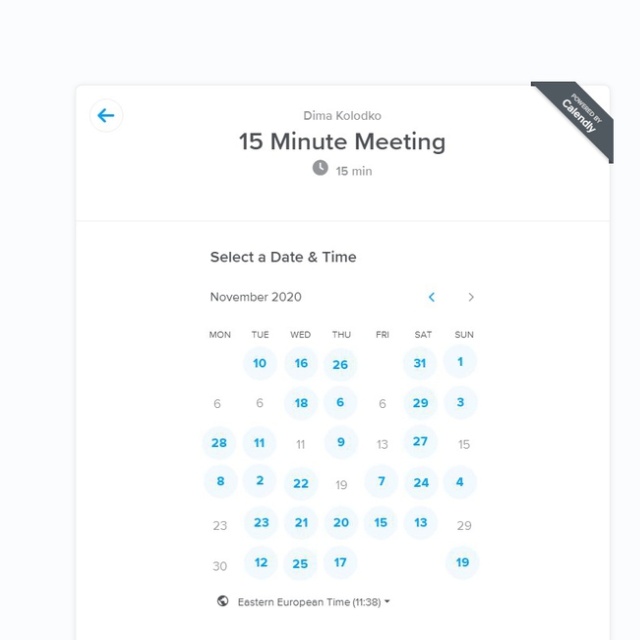 POWERED BY
Calendly
Dima Kolodko
15 Minute Meeting
15 min
Select a Date & Time
November 2020
MON TUE WED THU FRI SAT SUN
10 16 26 31 1
6 6 18 6 6 29 3
28 11 11 9 13 27 15
8 2 22 19 7 24 4
23 23 21 20 15 13 29
30 12 25 17 19
Eastern European Time (11:38)